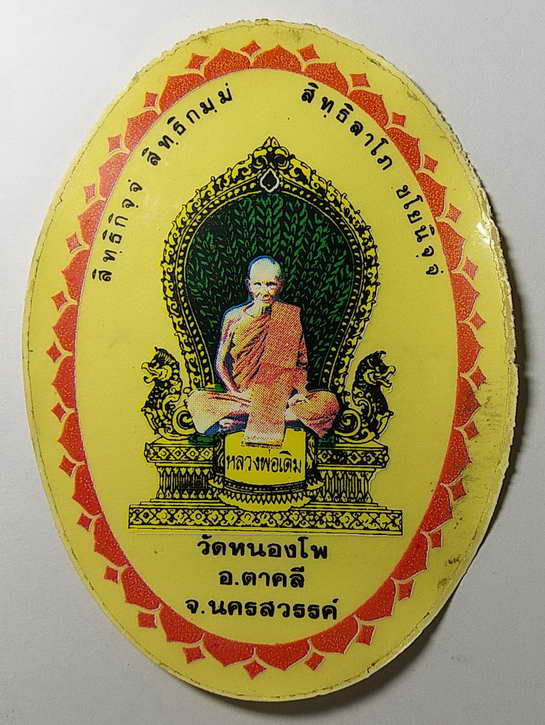 สิทฺธิกิจฺจํ สิทฺธิกมฺมํ สิทฺธิลาโภ ชโยนิจฺจํ
หลวงพ่อเดิม
วัดหนองโพ
อ.ตาคลี
จ.นครสวรรค์